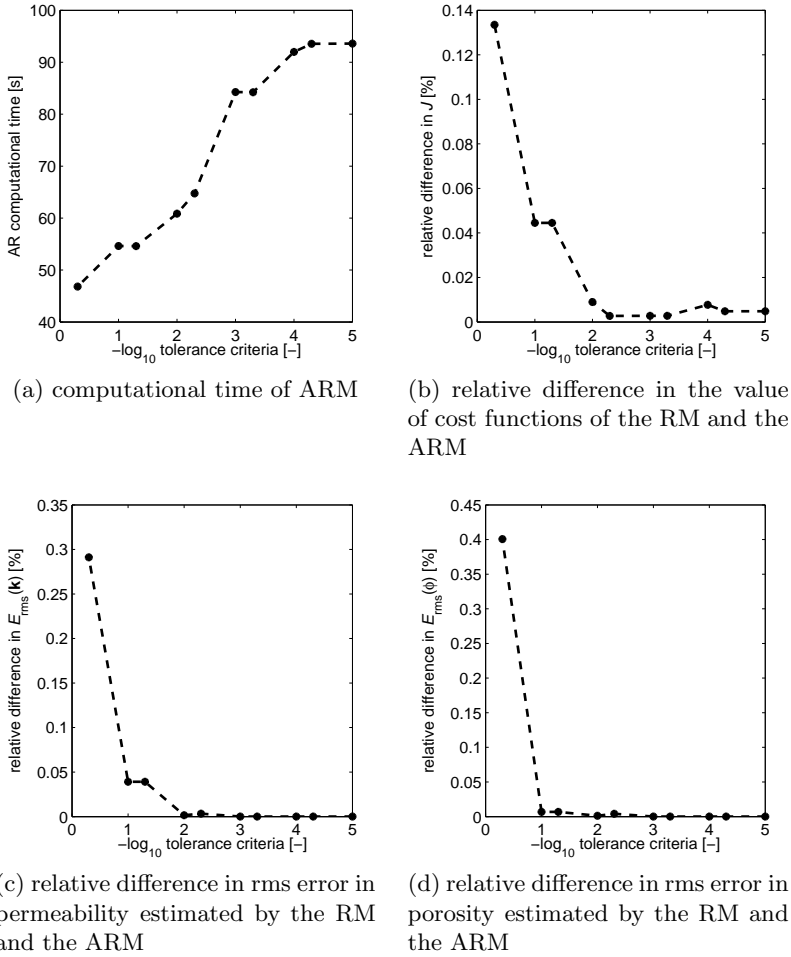 100
90
80
70
60
50
40
0 1 2 3 4 5
AR computational time [s]
−log10 tolerance criteria [−]
(a) computational time of ARM
0.14
0.12
0.1
0.08
0.06
0.04
0.02
0
0 1 2 3 4 5
relative difference in J [%]
−log10 tolerance criteria [−]
(b) relative difference in the value
of cost functions of the RM and the
ARM
0.35
0.3
0.25
0.2
0.15
0.1
0.05
0
0 1 2 3 4 5
relative difference in Erms(k) [%]
−log10 tolerance criteria [−]
(c) relative difference in rms error in
permeability estimated by the RM
and the ARM
0.45
0.4
0.35
0.3
0.25
0.2
0.15
0.1
0.05
0
0 1 2 3 4 5
relative difference in Erms(ϕ) [%]
−log10 tolerance criteria [−]
(d) relative difference in rms error in
porosity estimated by the RM and
the ARM